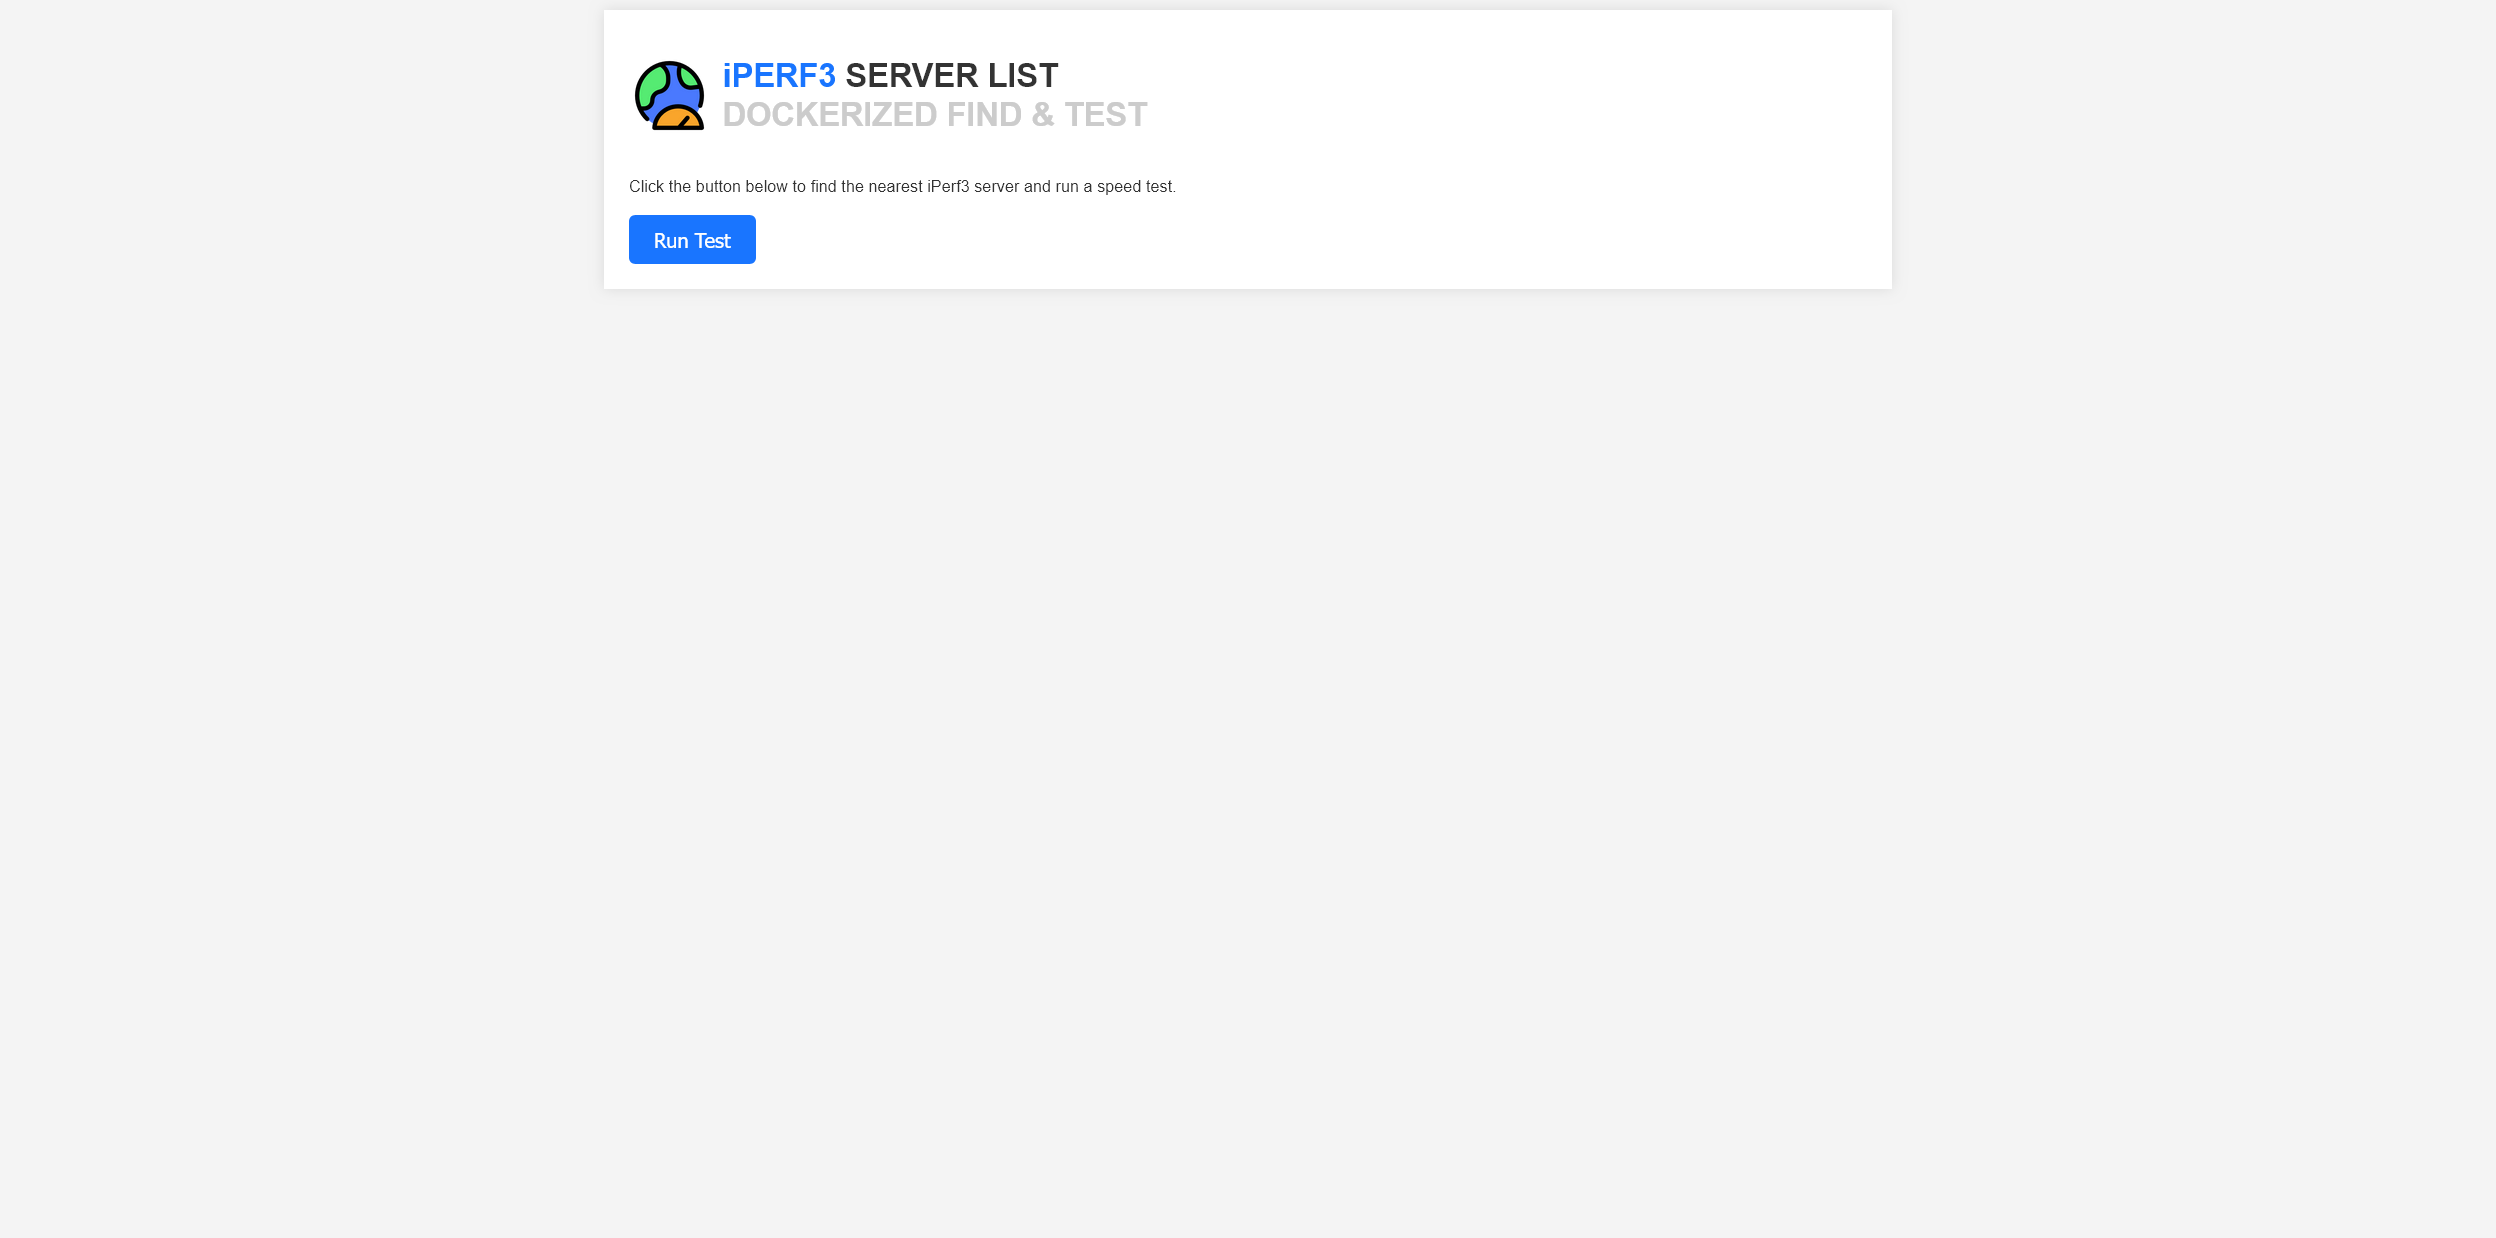 iPERF3 SERVER LIST
DOCKERIZED FIND & TEST
Click the button below to find the nearest iPerf3 server and run a speed test.
Run Test